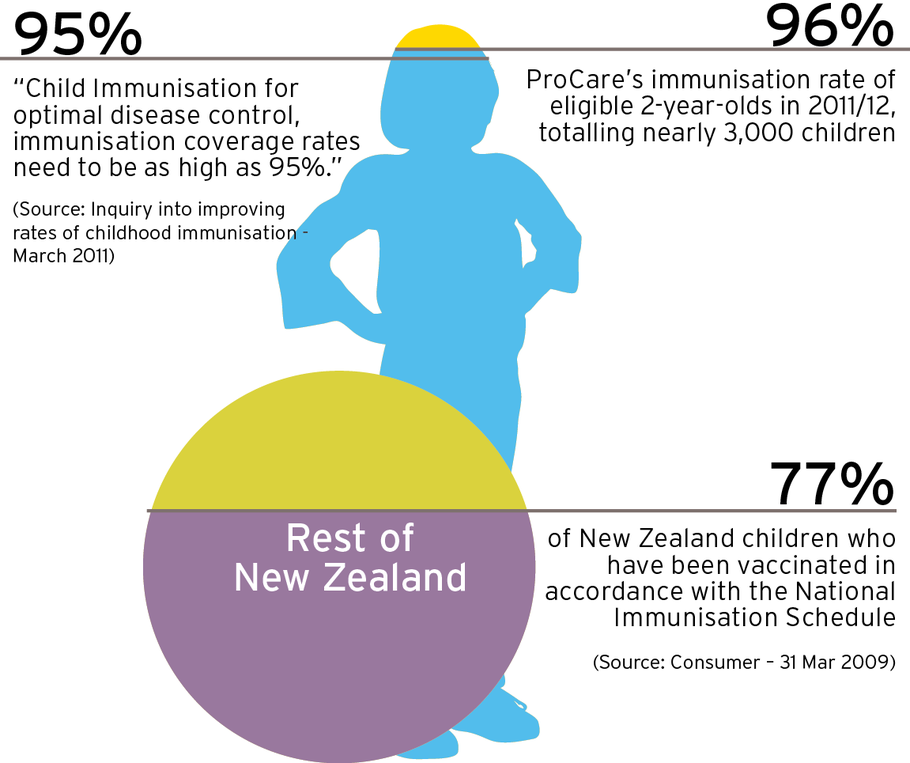 95%
“Child Immunisation for
optimal disease control,
immunisation coverage rates
need to be as high as 95%.”
(Source: Inquiry into improving
rates of childhood immunisation -
March 2011)
96%
ProCare’s immunisation rate of
eligible 2-year-olds in 2011/12,
totalling nearly 3,000 children
Rest of
New Zealand
77%
of New Zealand children who
have been vaccinated in
accordance with the National
Immunisation Schedule
(Source: Consumer – 31 Mar 2009)